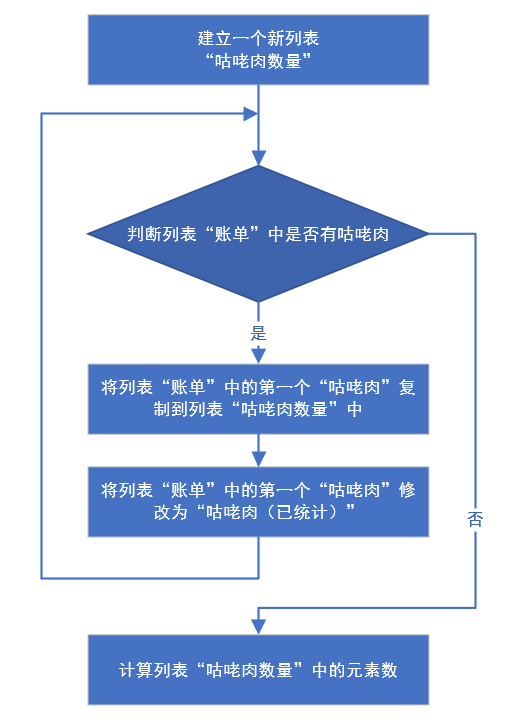 建立一个新列表
“咕咾肉数量”
判断列表“账单”中是否有咕咾肉
是
将列表“账单”中的第一个“咕咾肉”复
制到列表“咕咾肉数量”中
将列表“账单”中的第一个“咕咾肉”修
改为“咕咾肉（已统计）”
否
计算列表“咕咾肉数量”中的元素数